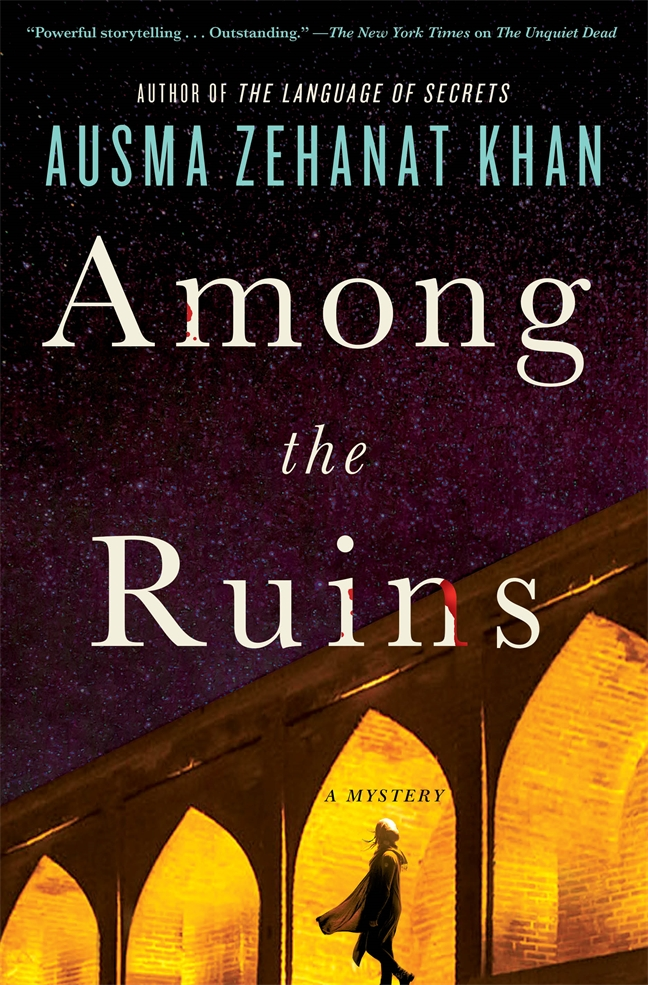 “Powerful storytelling . . . Outstanding.” —The New York Times on The Unquiet Dead
AUTHOR OF THE LANGUAGE OF SECRETS
AUSMA ZEHANAT KHAN
Among
the
Ruins
A MYSTERY